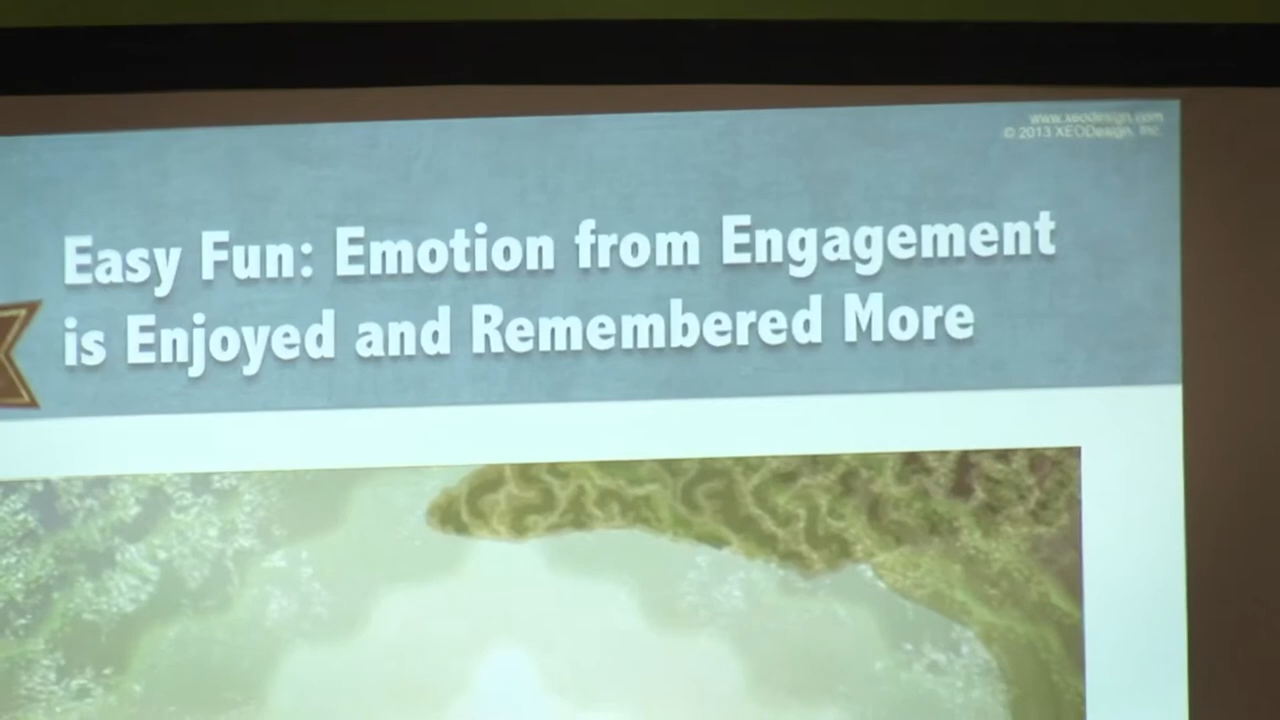 www.xeodesign.com
© 2013 XEODesign, Inc.
Easy Fun: Emotion from Engagement
is Enjoyed and Remembered More